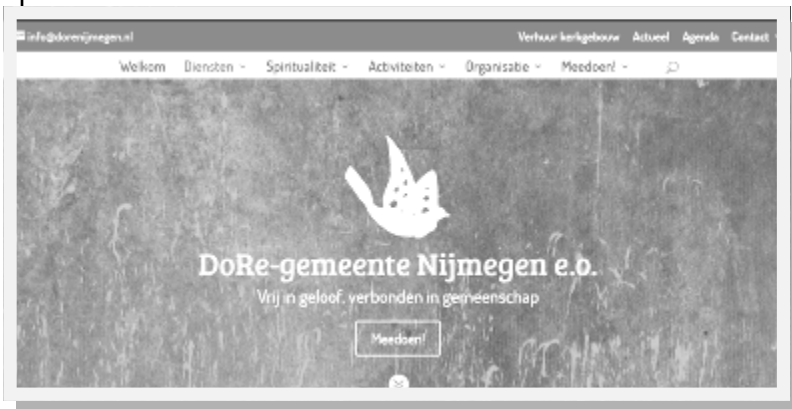 info@dorenijmegen.nl Verhuur kerkgebouw Actueel Agenda Contact
Welkom Diensten Spiritualiteit Activiteiten Organisatie Meedoen!
DoRe-gemeente Nijmegen e.o.
Vrij in geloof, verbonden in gemeenschap
Meedoen!